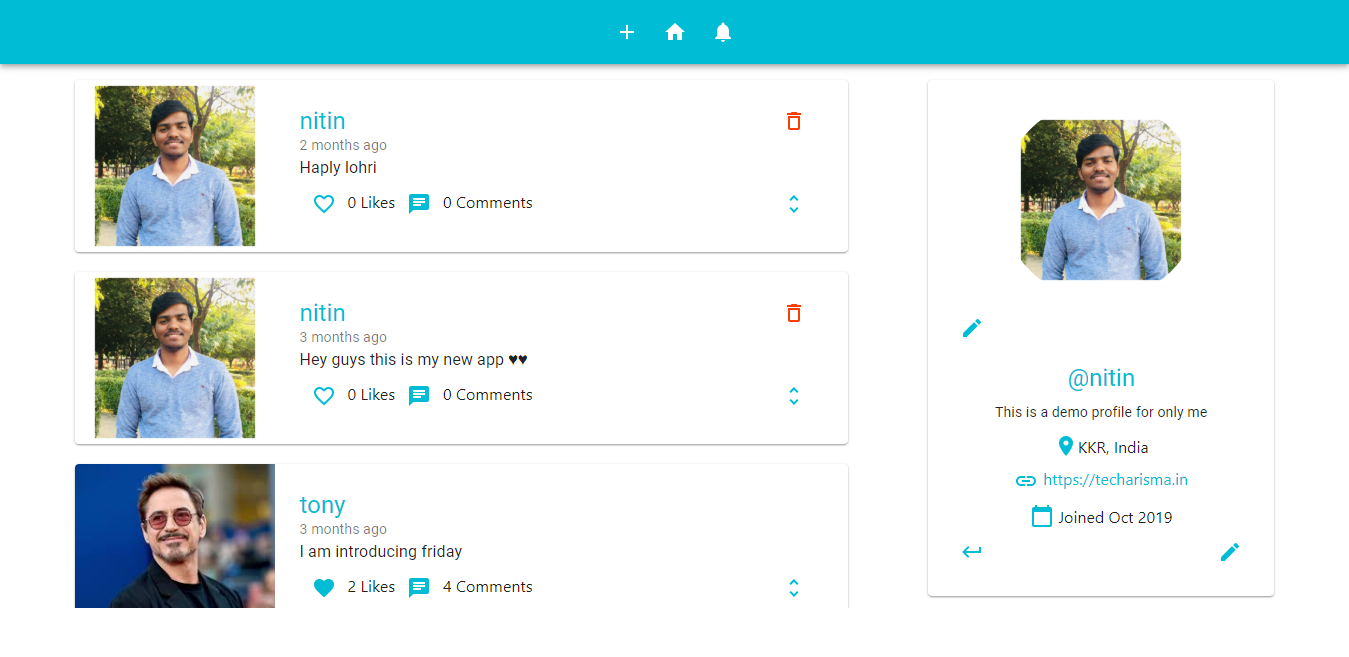 nitin
2 months ago
Haply lohri
0 Likes 0 Comments
nitin
3 months ago
Hey guys this is my new app ♥♥
0 Likes 0 Comments
tony
3 months ago
I am introducing friday
2 Likes 4 Comments
@nitin
This is a demo profile for only me
KKR, India
https://techarisma.in
Joined Oct 2019